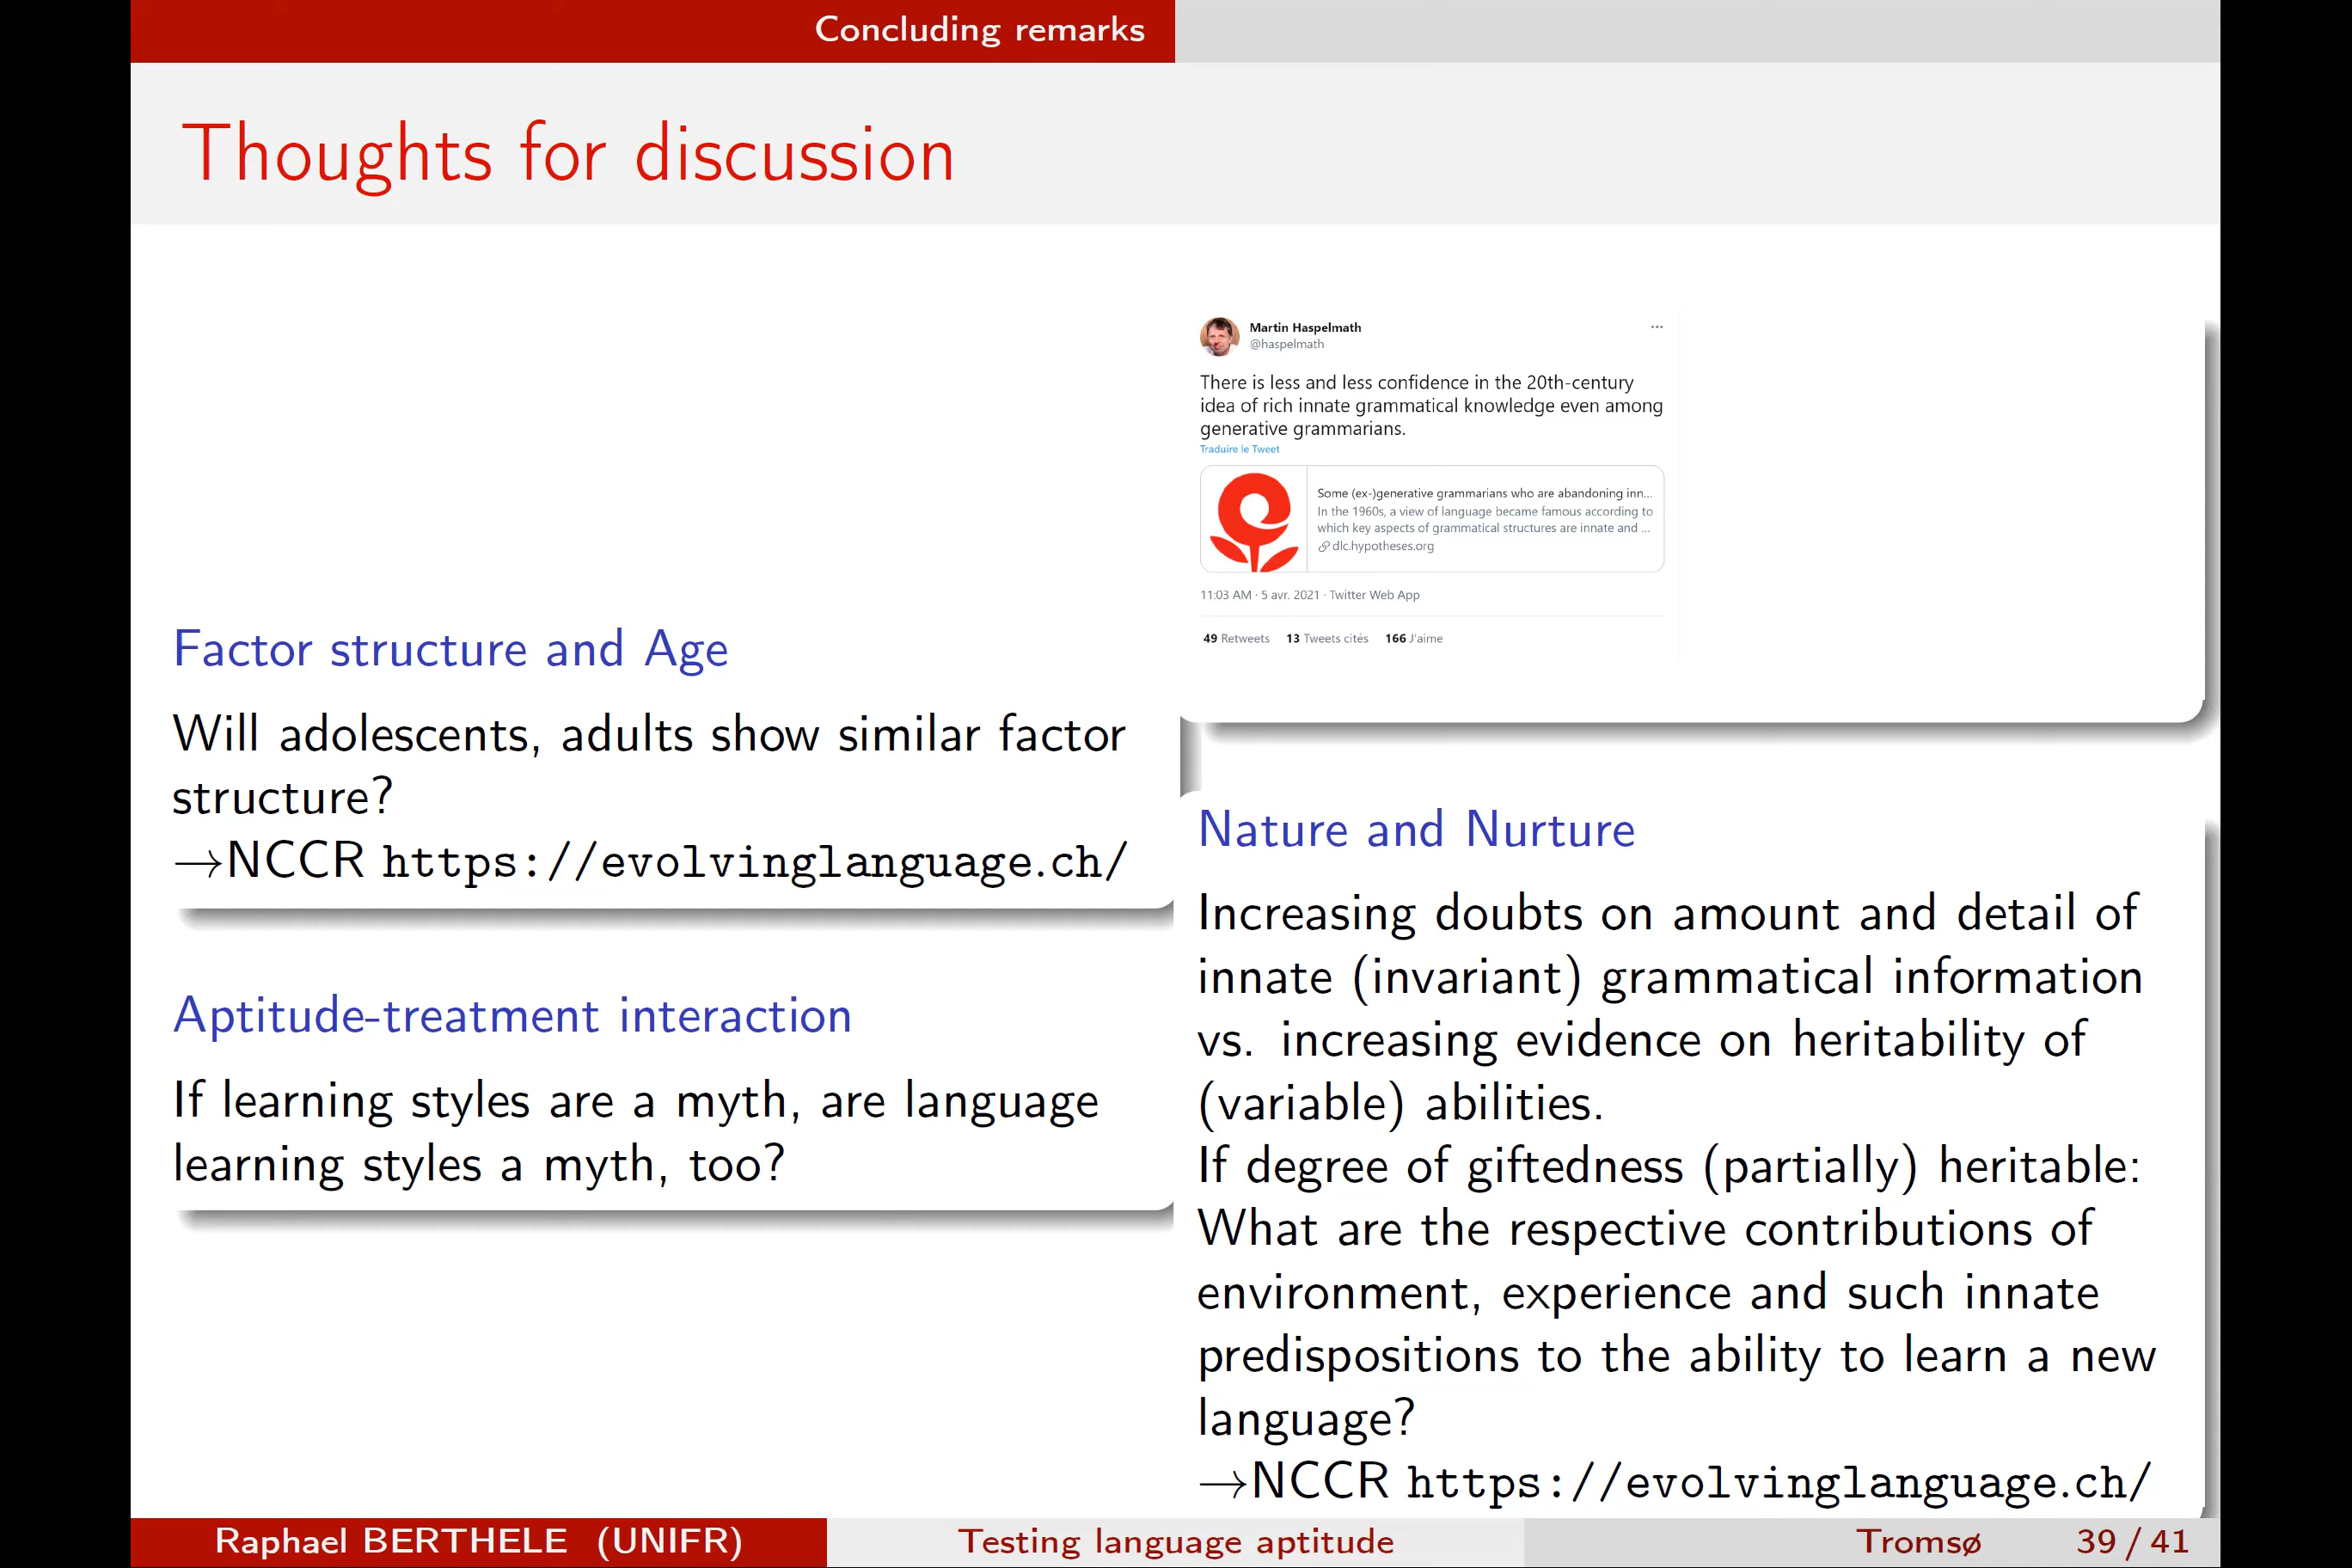 Concluding remarks
Thoughts for discussion
Factor structure and Age
Will adolescents, adults show similar factor
structure?
→NCCR https://evolvinglanguage.ch/
Aptitude-treatment interaction
If learning styles are a myth, are language
learning styles a myth, too?
Martin Haspelmath
@haspelmath
There is less and less confidence in the 20th-century
idea of rich innate grammatical knowledge even among
generative grammarians.
Traduire le Tweet
Some (ex-)generative grammarians who are abandoning inn...
In the 1960s, a view of language became famous according to
which key aspects of grammatical structures are innate and ...
dlc.hypotheses.org
11:03 AM · 5 avr. 2021 · Twitter Web App
49 Retweets 13 Tweets cités 166 J'aime
Nature and Nurture
Increasing doubts on amount and detail of
innate (invariant) grammatical information
vs. increasing evidence on heritability of
(variable) abilities.
If degree of giftedness (partially) heritable:
What are the respective contributions of
environment, experience and such innate
predispositions to the ability to learn a new
language?
→NCCR https://evolvinglanguage.ch/
Raphael BERTHELE (UNIFR) Testing language aptitude Tromsø 39 / 41